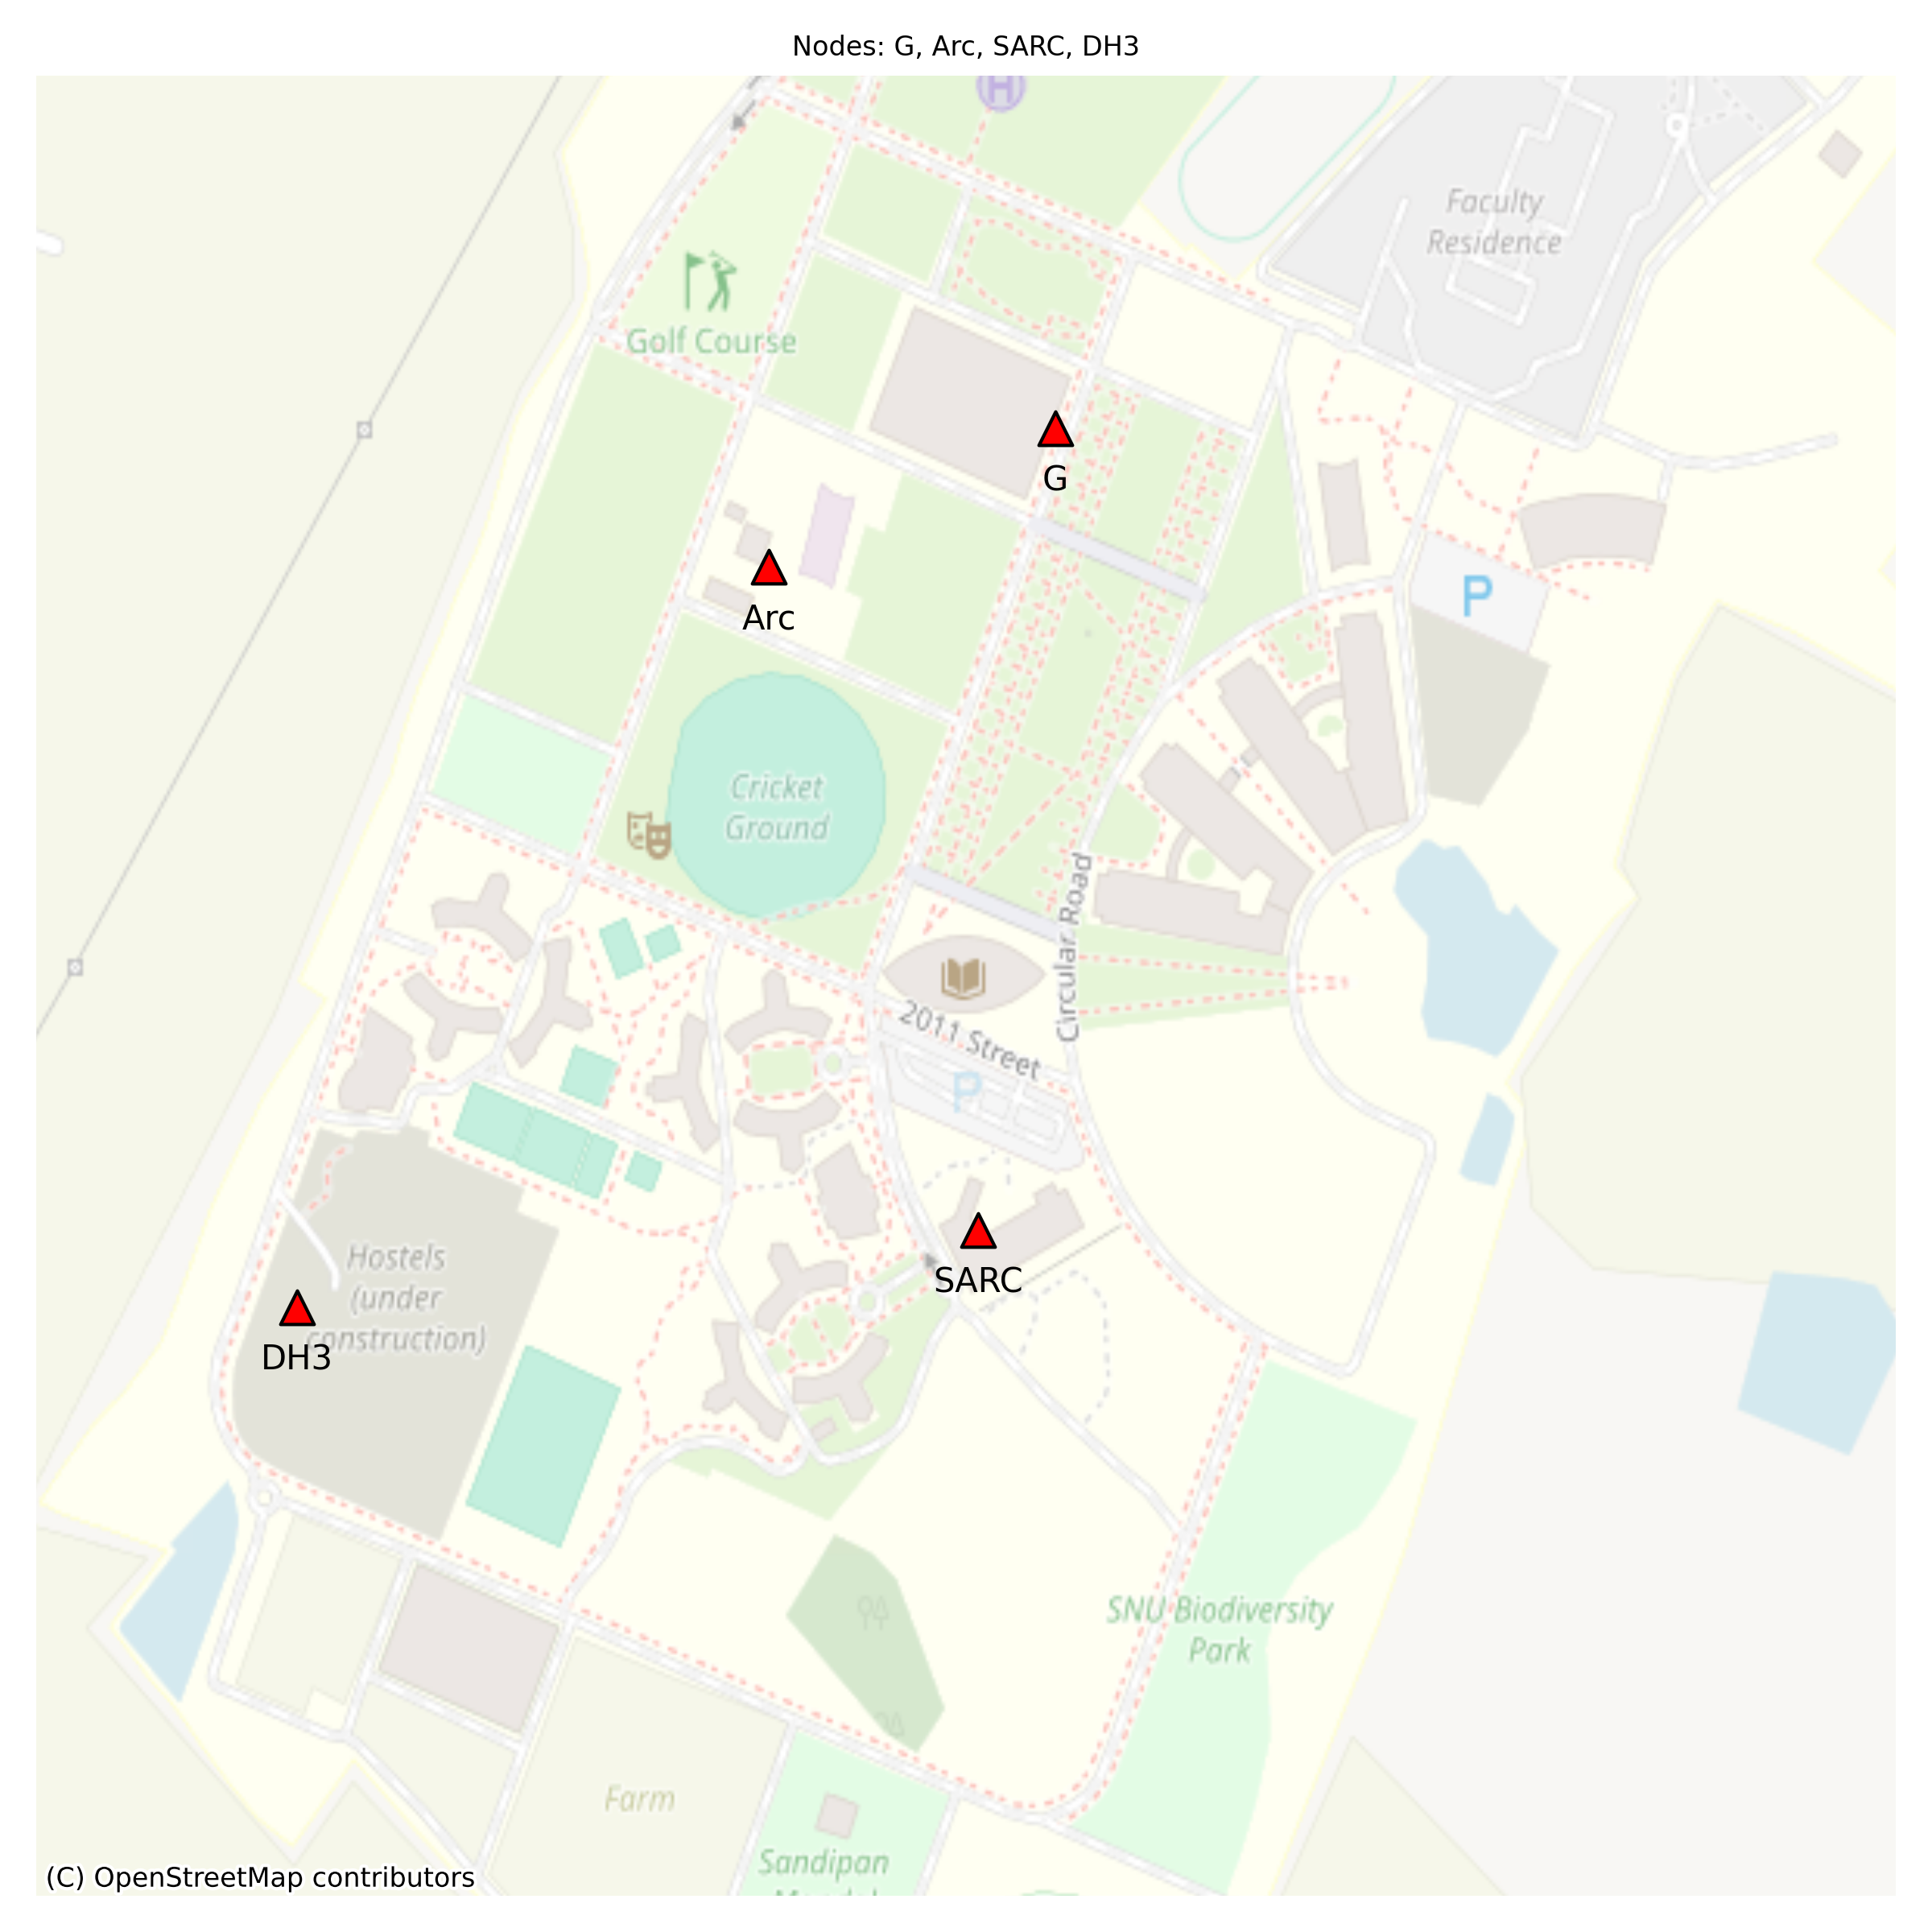 Nodes: G, Arc, SARC, DH3
H
Faculty
Residence
Golf Course
G
Arc
P
Cricket
Ground
Circular Road
2011 Street
P
SARC
Hostels
(under
construction)
DH3
SNU Biodiversity
Park
Farm
Sandipan
(C) OpenStreetMap contributors